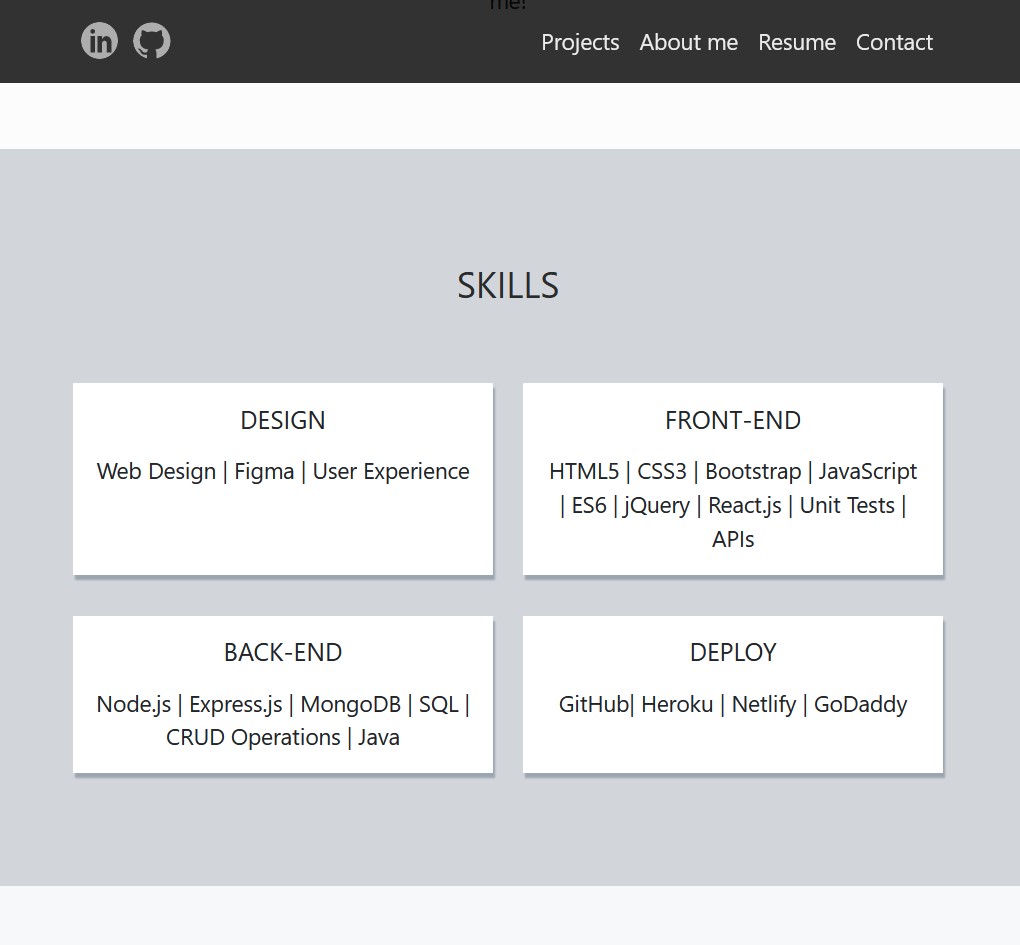 me!
in
Projects About me Resume Contact
SKILLS
DESIGN
Web Design | Figma | User Experience
FRONT-END
HTML5 | CSS3 | Bootstrap | JavaScript
| ES6 | jQuery | React.js | Unit Tests |
APIs
BACK-END
Node.js | Express.js | MongoDB | SQL |
CRUD Operations | Java
DEPLOY
GitHub| Heroku | Netlify | GoDaddy